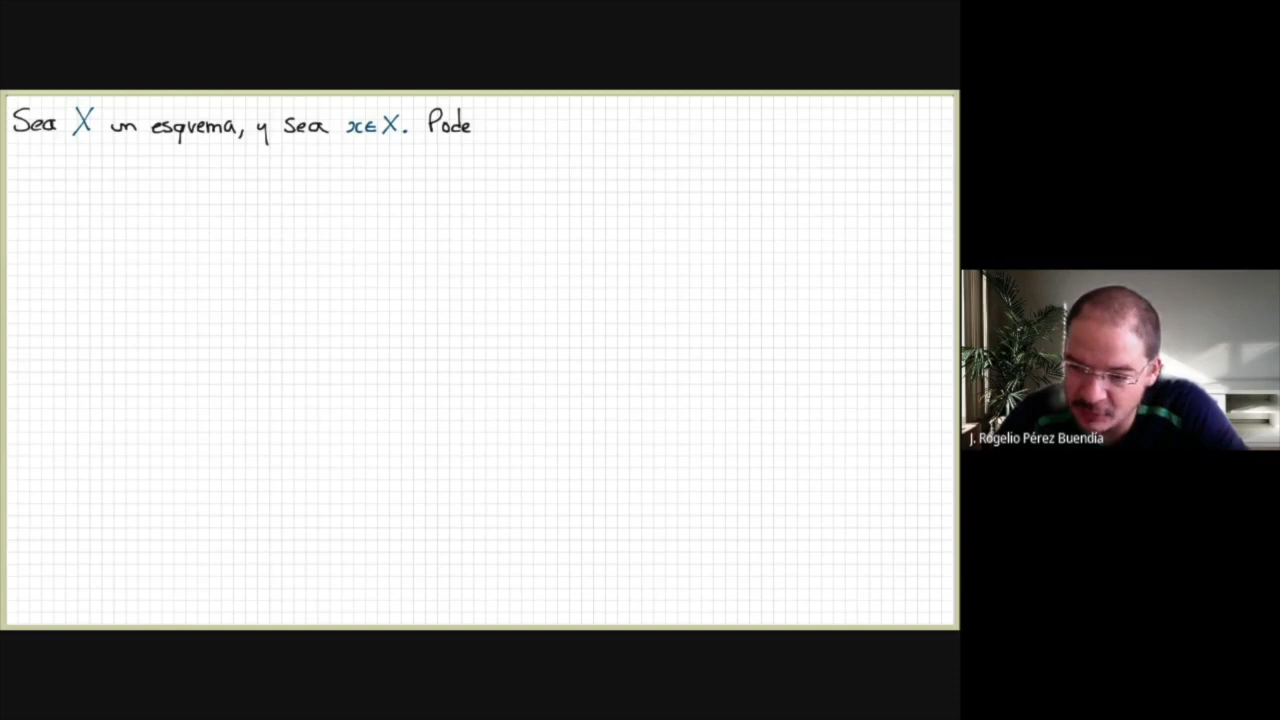 Sea X un esquema, y sea x∈X. Pode
J. Rogelio Pérez Buendía